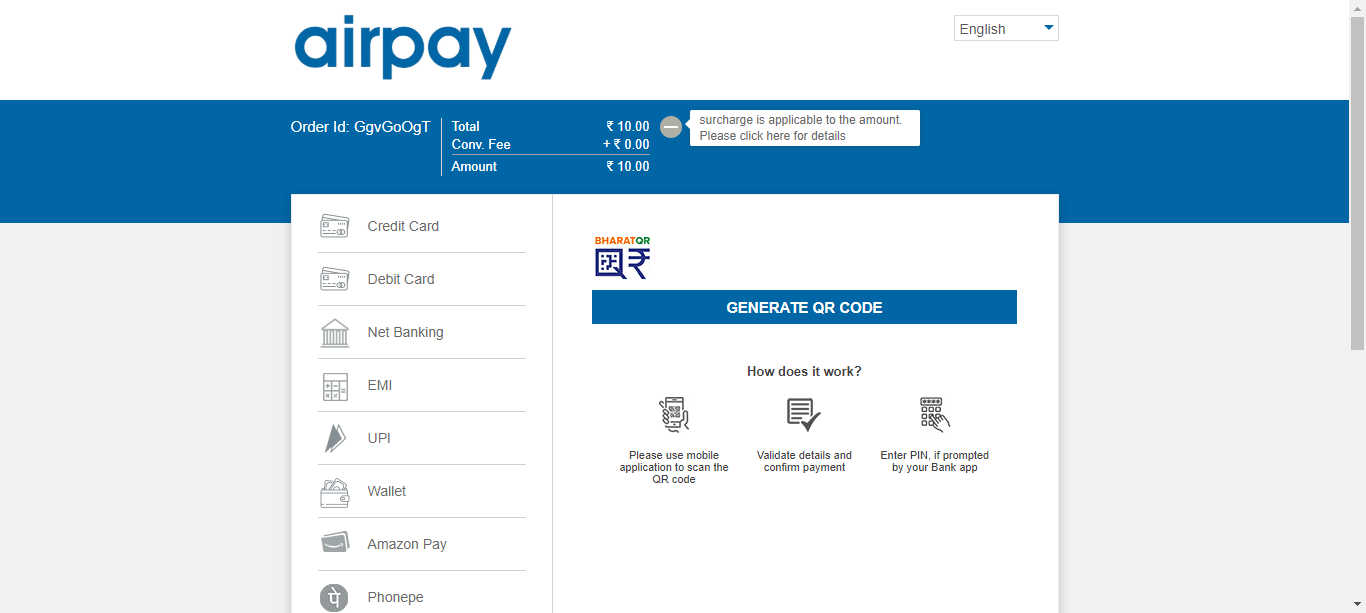 airpay
English
Order Id: GgvGoOgT
Total ₹ 10.00
Conv. Fee + ₹ 0.00
Amount ₹ 10.00
surcharge is applicable to the amount.
Please click here for details
Credit Card
Debit Card
Net Banking
EMI
UPI
Wallet
Amazon Pay
पे
Phonepe
BHARATQR
GENERATE QR CODE
How does it work?
Please use mobile
application to scan the
QR code
Validate details and
confirm payment
Enter PIN, if prompted
by your Bank app